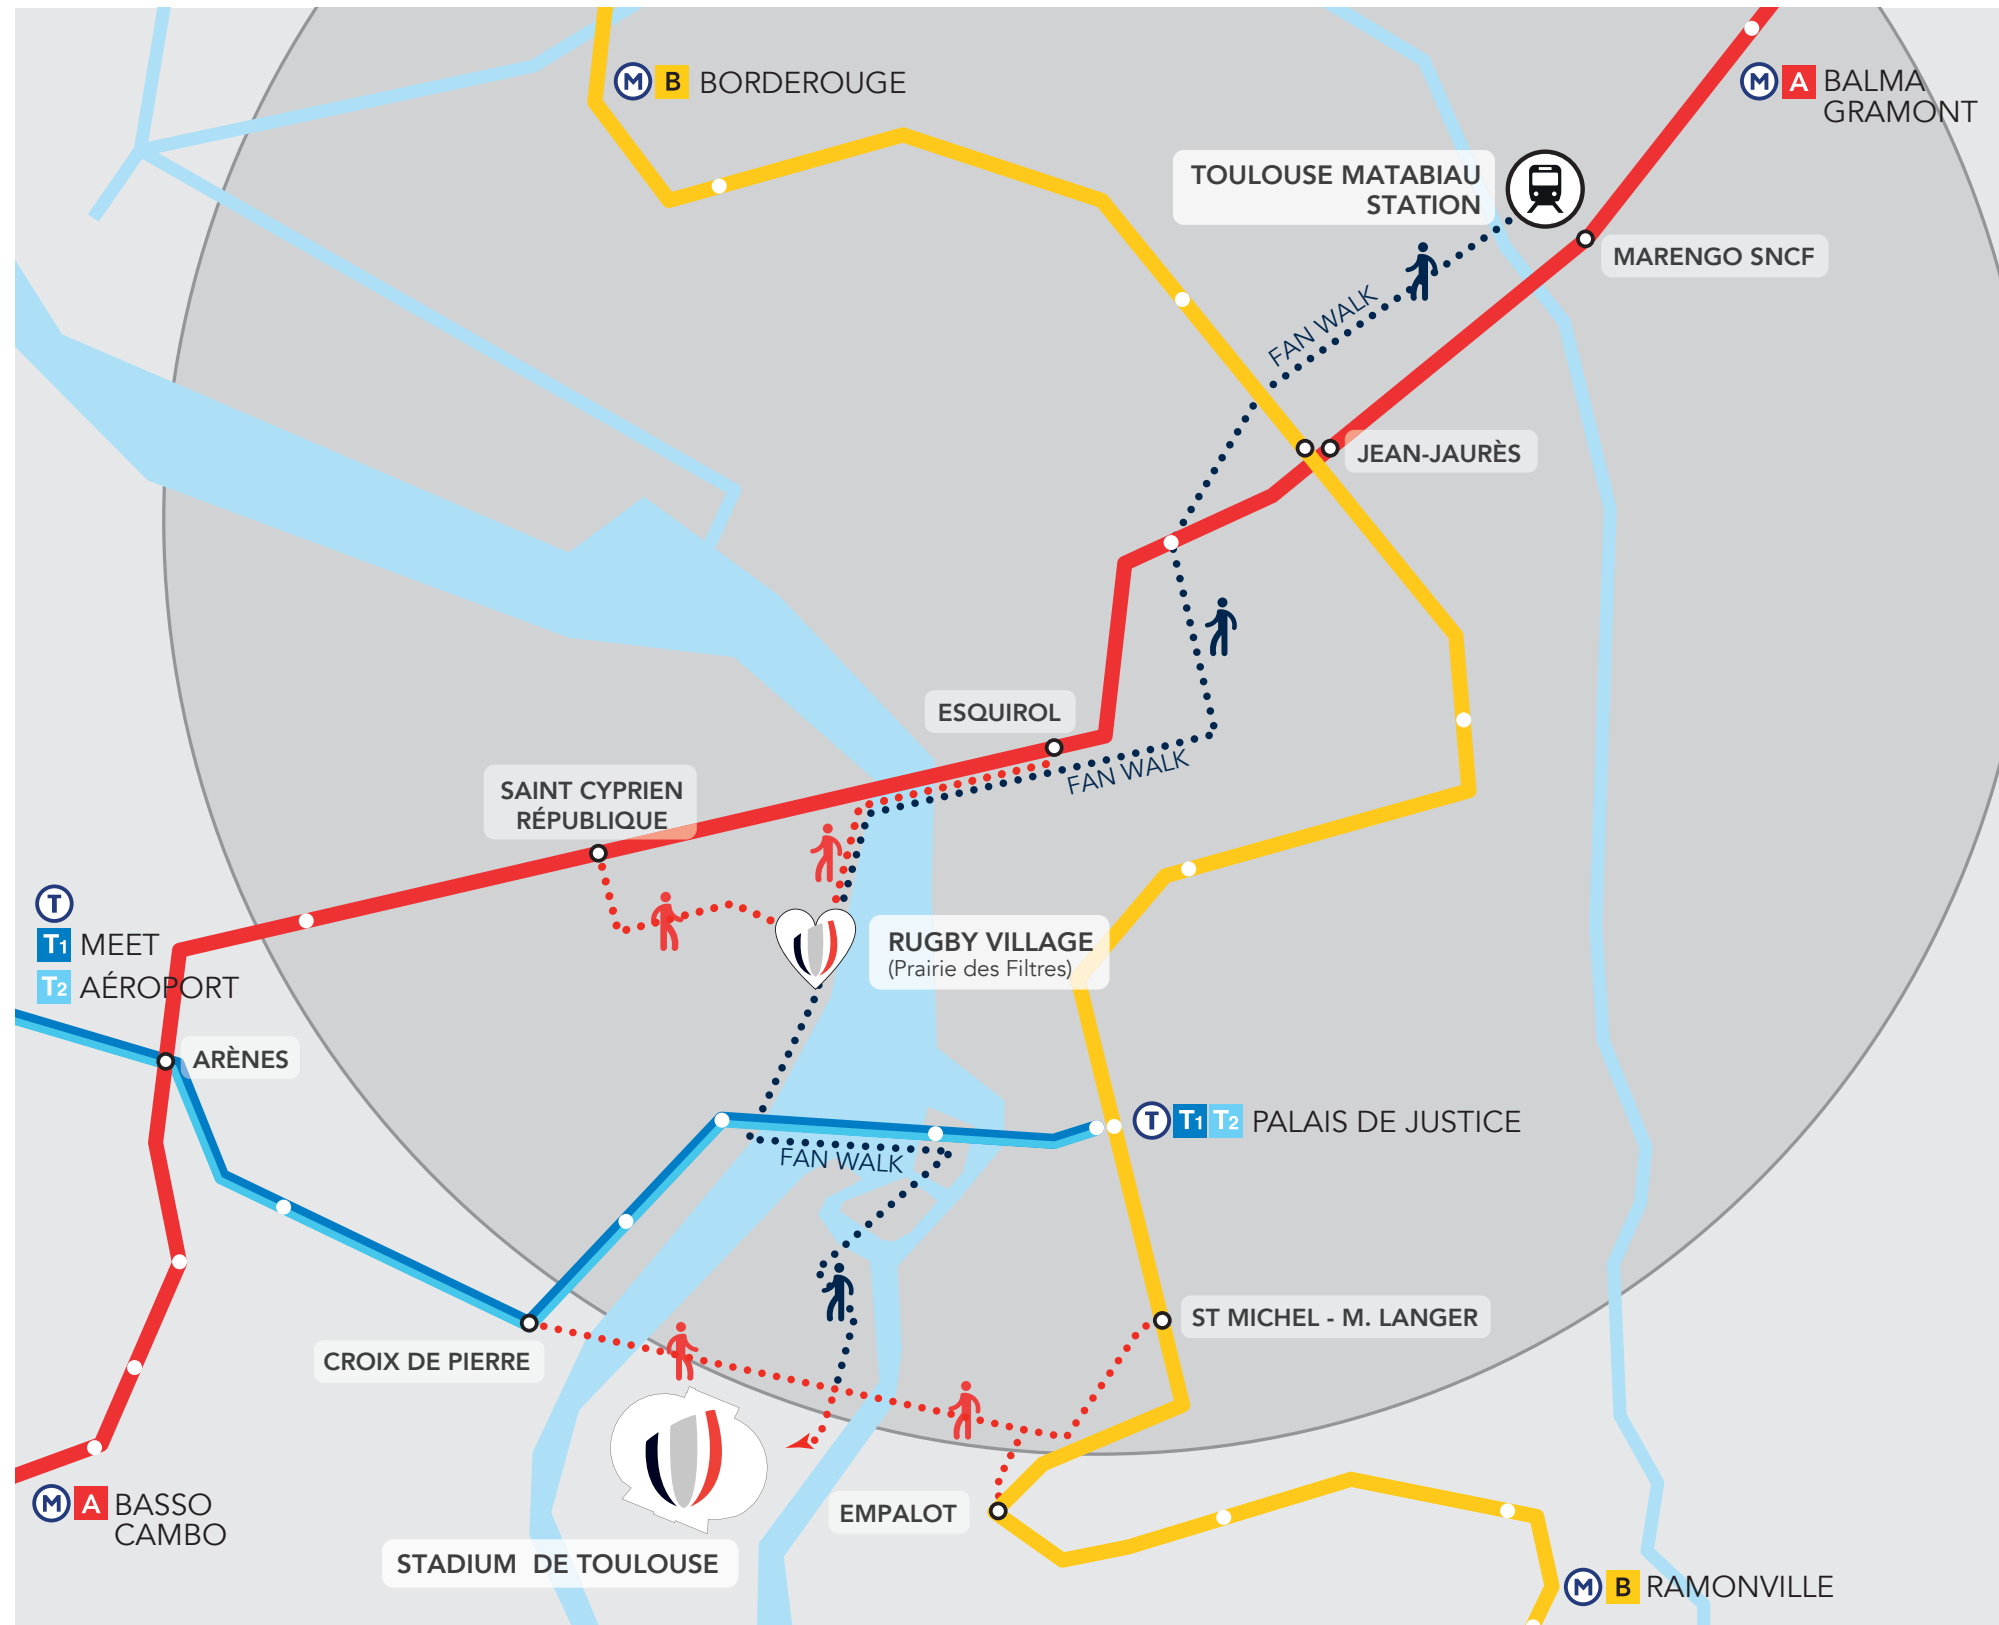 M B BORDEROUGE
M A BALMA
GRAMONT
TOULOUSE MATABIAU
STATION
MARENGO SNCF
FAN WALK
JEAN-JAURÈS
ESQUIROL
FAN WALK
SAINT CYPRIEN
RÉPUBLIQUE
T
T1 MEET
T2 AÉROPORT
RUGBY VILLAGE
(Prairie des Filtres)
ARÈNES
T T1 T2 PALAIS DE JUSTICE
FAN WALK
ST MICHEL - M. LANGER
CROIX DE PIERRE
M A BASSO
CAMBO
EMPALOT
STADIUM DE TOULOUSE
M B RAMONVILLE